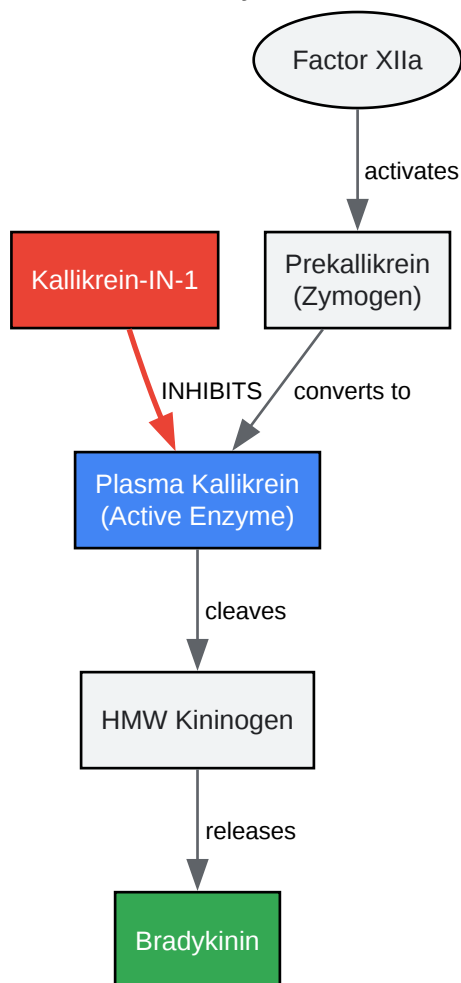 Factor XIIa
activates
Kallikrein-IN-1
Prekallikrein
(Zymogen)
INHIBITS
converts to
Plasma Kallikrein
(Active Enzyme)
cleaves
HMW Kininogen
releases
Bradykinin